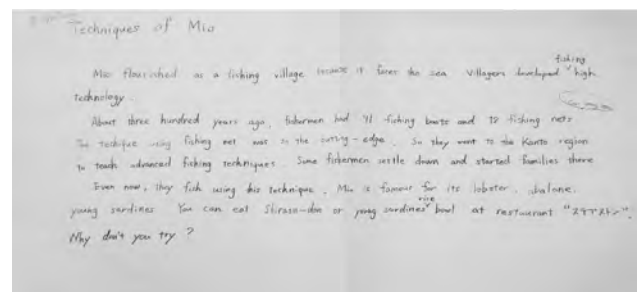 Techniques of Mio
Mio flourished as a fishing village because it faces the sea. Villagers developed fishing high
technology.
About three hundred years ago, fishermen had 91 fishing boats and 18 fishing nets
The techique using fishing net was so the cutting-edge. So they went to the Kanto region
to teach advanced fishing techniques. Some fishermen settle down and started families there
Even now, they fish using this technique. Mio is famous for its lobster, abalone,
young sardines. You can eat Shirasu-don or young sardines rice bowl at restaurant
Why don't you try ?